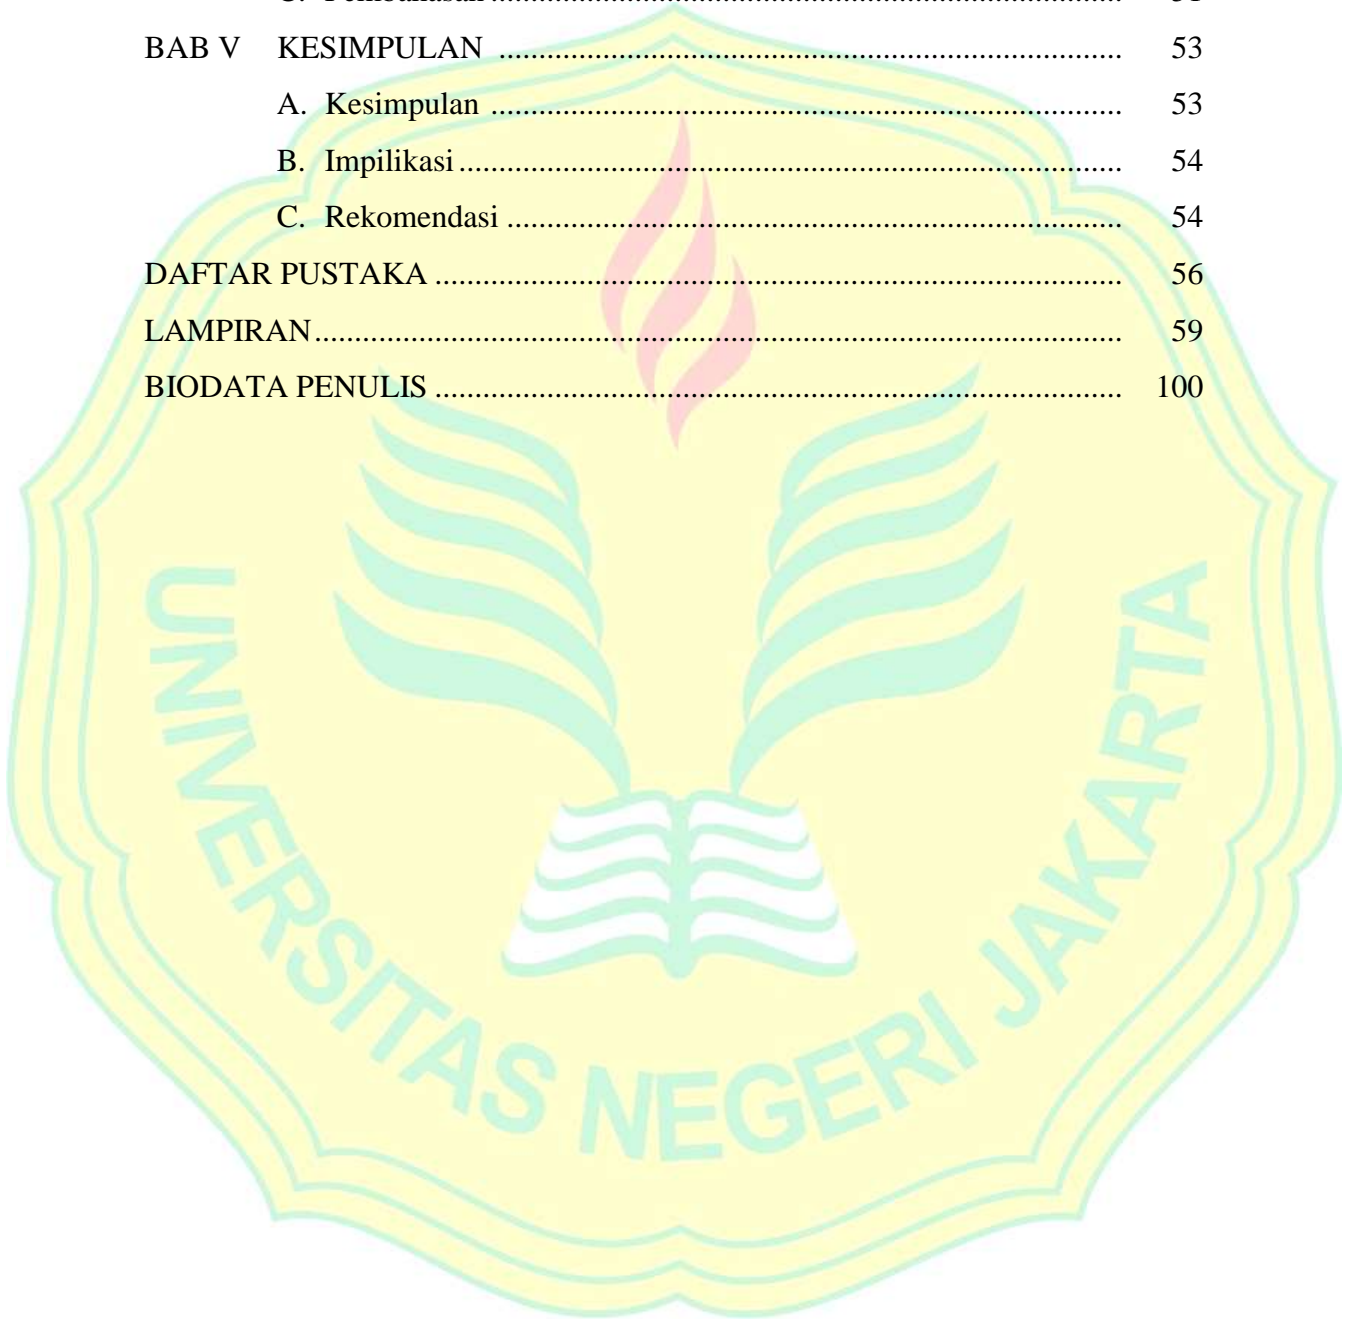 BAB V KESIMPULAN ........................................................................... 53
A. Kesimpulan ........................................................................... 53
B. Impilikasi ........................................................................... 54
C. Rekomendasi ........................................................................... 54
DAFTAR PUSTAKA ........................................................................... 56
LAMPIRAN ........................................................................... 59
BIODATA PENULIS ........................................................................... 100
UNIVERSITAS NEGERI JAKARTA